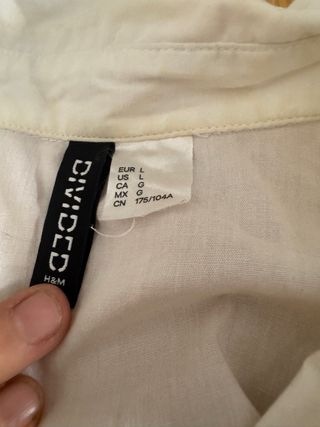 DIVIDED
H&M
EUR L
US L
CA G
MX G
CN 175/104A